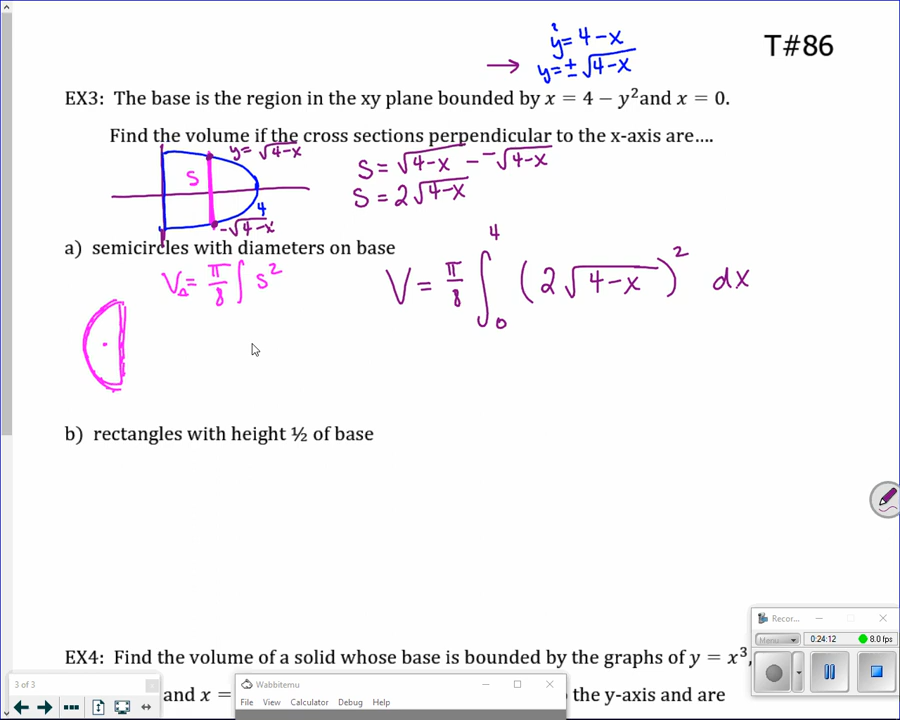 y² = 4-x
T#86
→ y = ± √(4-x)
EX3: The base is the region in the xy plane bounded by x = 4 − y² and x = 0.
Find the volume if the cross sections perpendicular to the x-axis are….
y = √(4-x)
S = √(4-x) - -√(4-x)
S
S = 2√(4-x)
4
-√(4-x)
a) semicircles with diameters on base
V = π/8 ∫ S²
V = π/8 ∫₀⁴ (2√(4-x))² dx
b) rectangles with height ½ of base
EX4: Find the volume of a solid whose base is bounded by the graphs of y = x³,
and x =
the y-axis and are
3 of 3
Wabbitemu
File View Calculator Debug Help
Recor...
Menu
0:24:12
8.0 fps